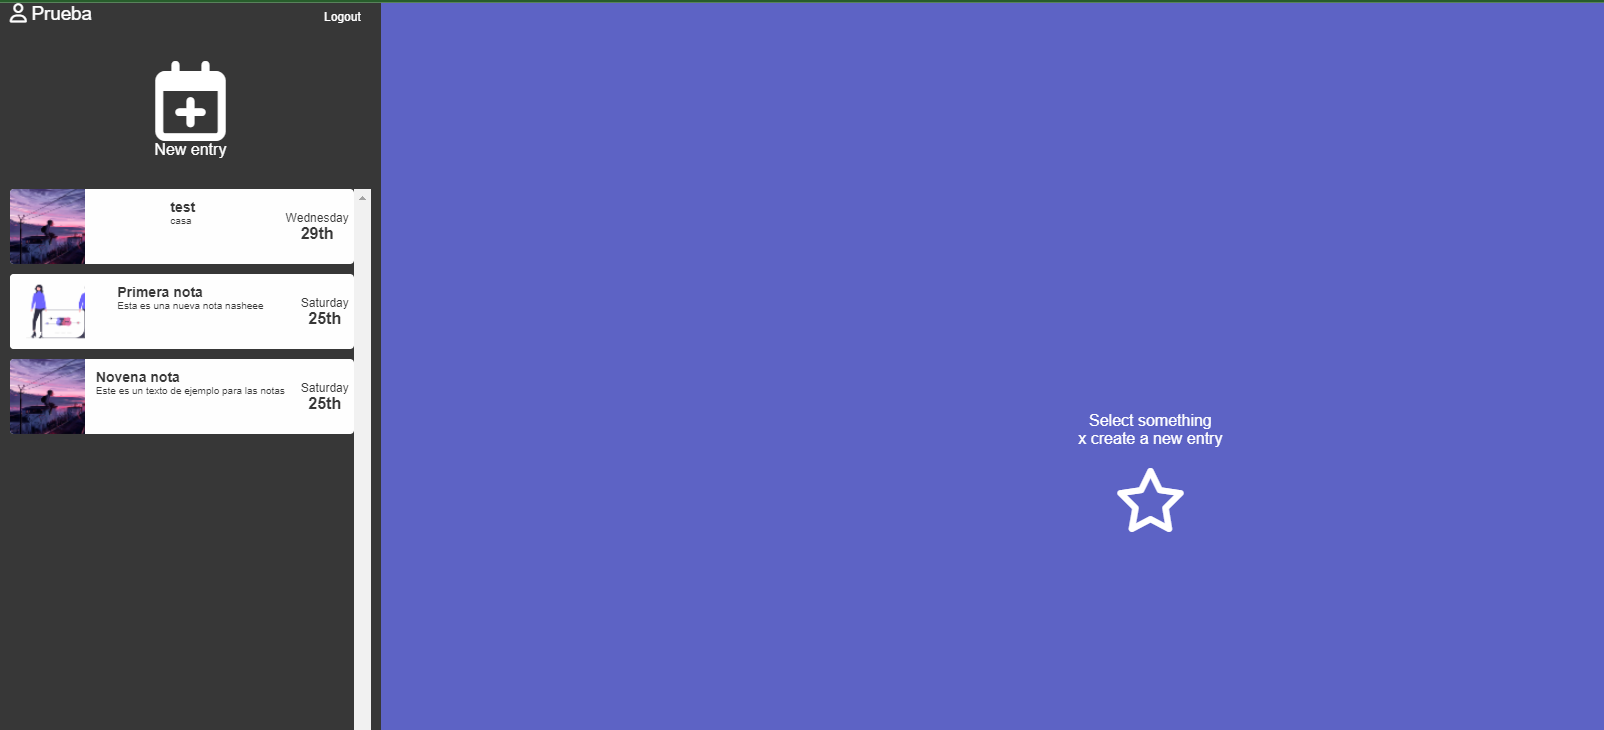 Prueba
Logout
New entry
test
casa
Wednesday
29th
Primera nota
Esta es una nueva nota nasheee
Saturday
25th
Novena nota
Este es un texto de ejemplo para las notas
Saturday
25th
Select something
x create a new entry